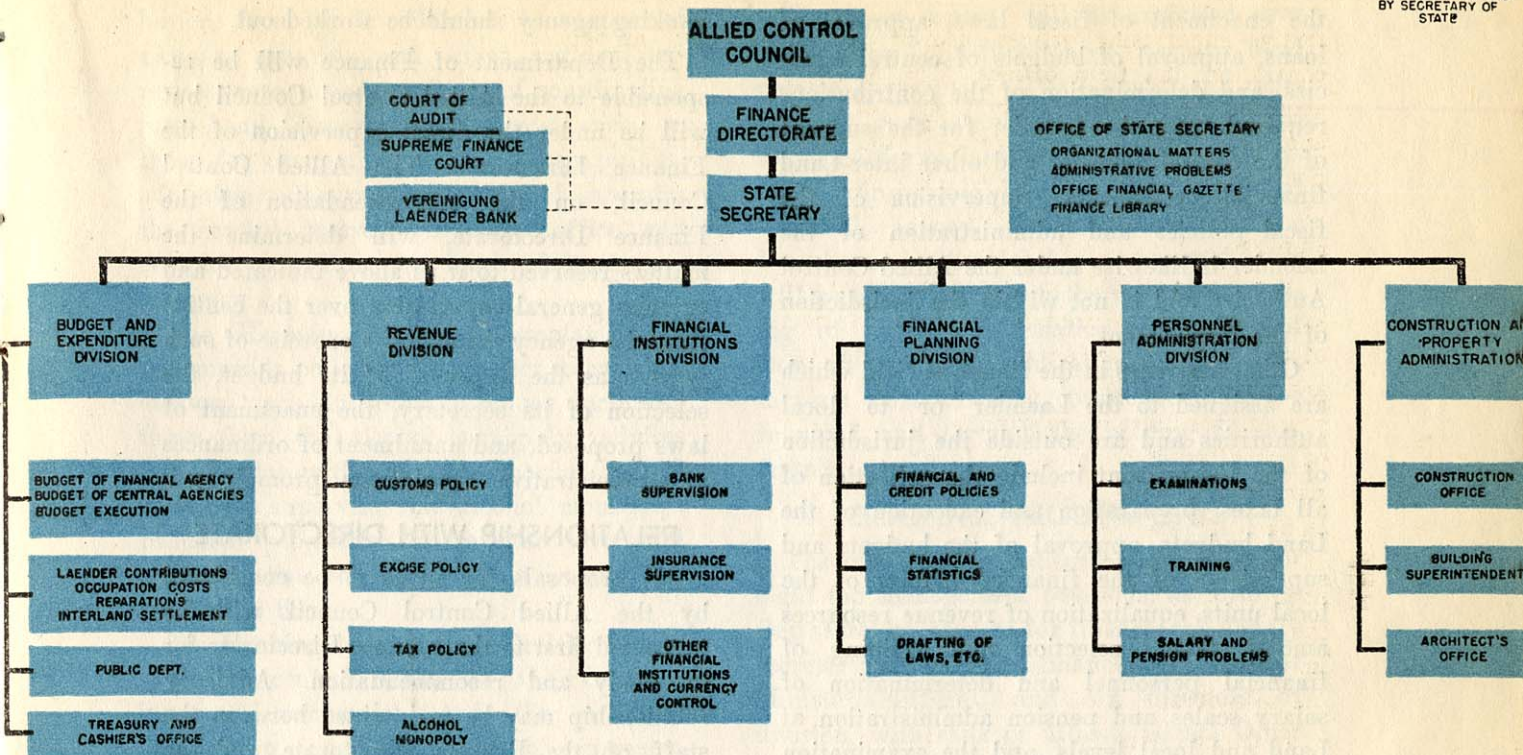 BY SECRETARY OF
STATE
ALLIED CONTROL
COUNCIL
FINANCE
DIRECTORATE
STATE
SECRETARY
COURT OF
AUDIT
SUPREME FINANCE
COURT
VEREINIGUNG
LAENDER BANK
OFFICE OF STATE SECRETARY
ORGANIZATIONAL MATTERS
ADMINISTRATIVE PROBLEMS
OFFICE FINANCIAL GAZETTE
FINANCE LIBRARY
BUDGET AND
EXPENDITURE
DIVISION
BUDGET OF FINANCIAL AGENCY
BUDGET OF CENTRAL AGENCIES
BUDGET EXECUTION
LAENDER CONTRIBUTIONS
OCCUPATION COSTS
REPARATIONS
INTERLAND SETTLEMENT
PUBLIC DEPT.
TREASURY AND
CASHIER'S OFFICE
REVENUE
DIVISION
CUSTOMS POLICY
EXCISE POLICY
TAX POLICY
ALCOHOL
MONOPOLY
FINANCIAL
INSTITUTIONS
DIVISION
BANK
SUPERVISION
INSURANCE
SUPERVISION
OTHER
FINANCIAL
INSTITUTIONS
AND CURRENCY
CONTROL
FINANCIAL
PLANNING
DIVISION
FINANCIAL AND
CREDIT POLICIES
FINANCIAL
STATISTICS
DRAFTING OF
LAWS, ETC.
PERSONNEL
ADMINISTRATION
DIVISION
EXAMINATIONS
TRAINING
SALARY AND
PENSION PROBLEMS
CONSTRUCTION
PROPERTY
ADMINISTRATION
CONSTRUCTION
OFFICE
BUILDING
SUPERINTENDENT
ARCHITECT'S
OFFICE